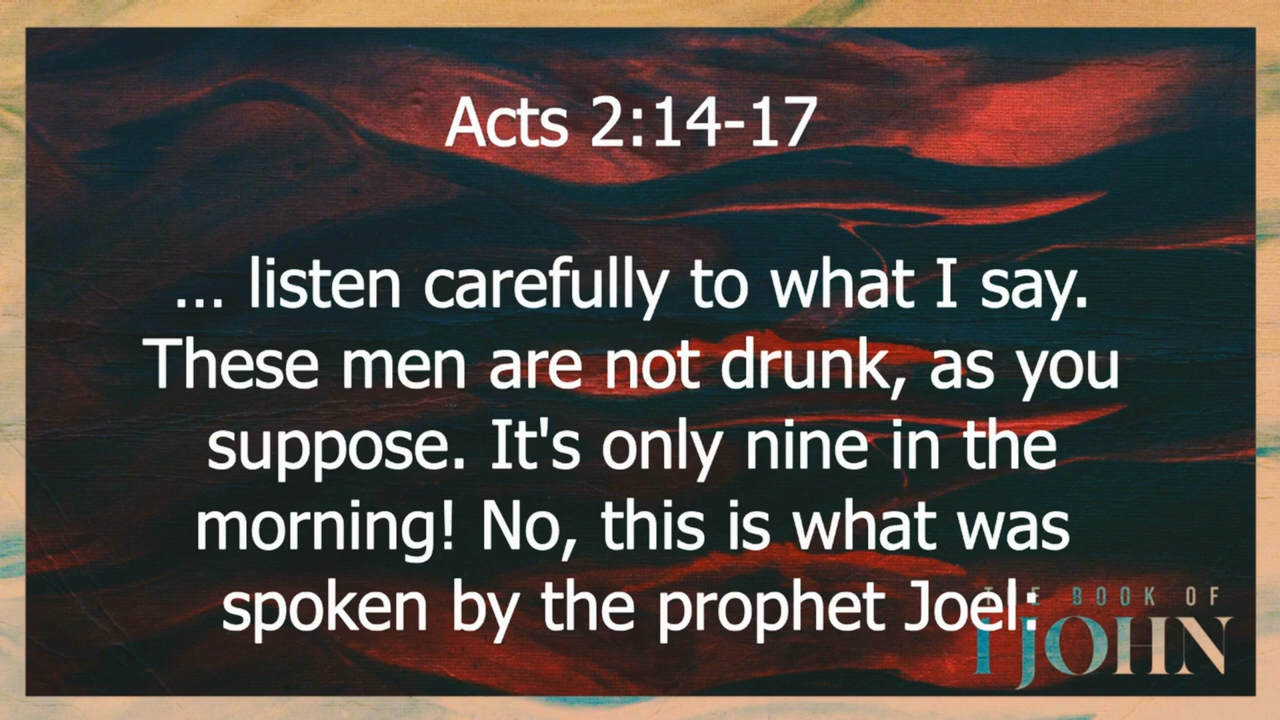 Acts 2:14-17
... listen carefully to what I say.
These men are not drunk, as you
suppose. It's only nine in the
morning! No, this is what was
spoken by the prophet Joel:
THE BOOK OF
1 JOHN